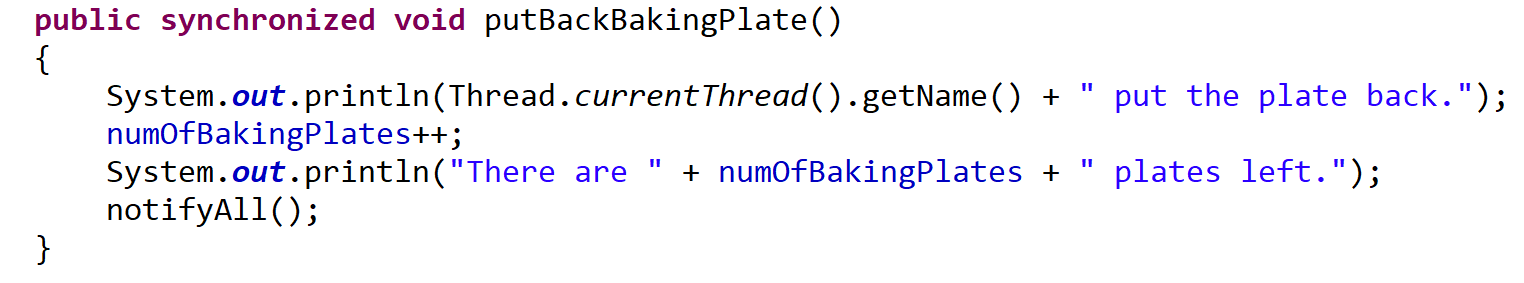 public synchronized void putBackBakingPlate()
{
    System.out.println(Thread.currentThread().getName() + " put the plate back.");
    numOfBakingPlates++;
    System.out.println("There are " + numOfBakingPlates + " plates left.");
    notifyAll();
}